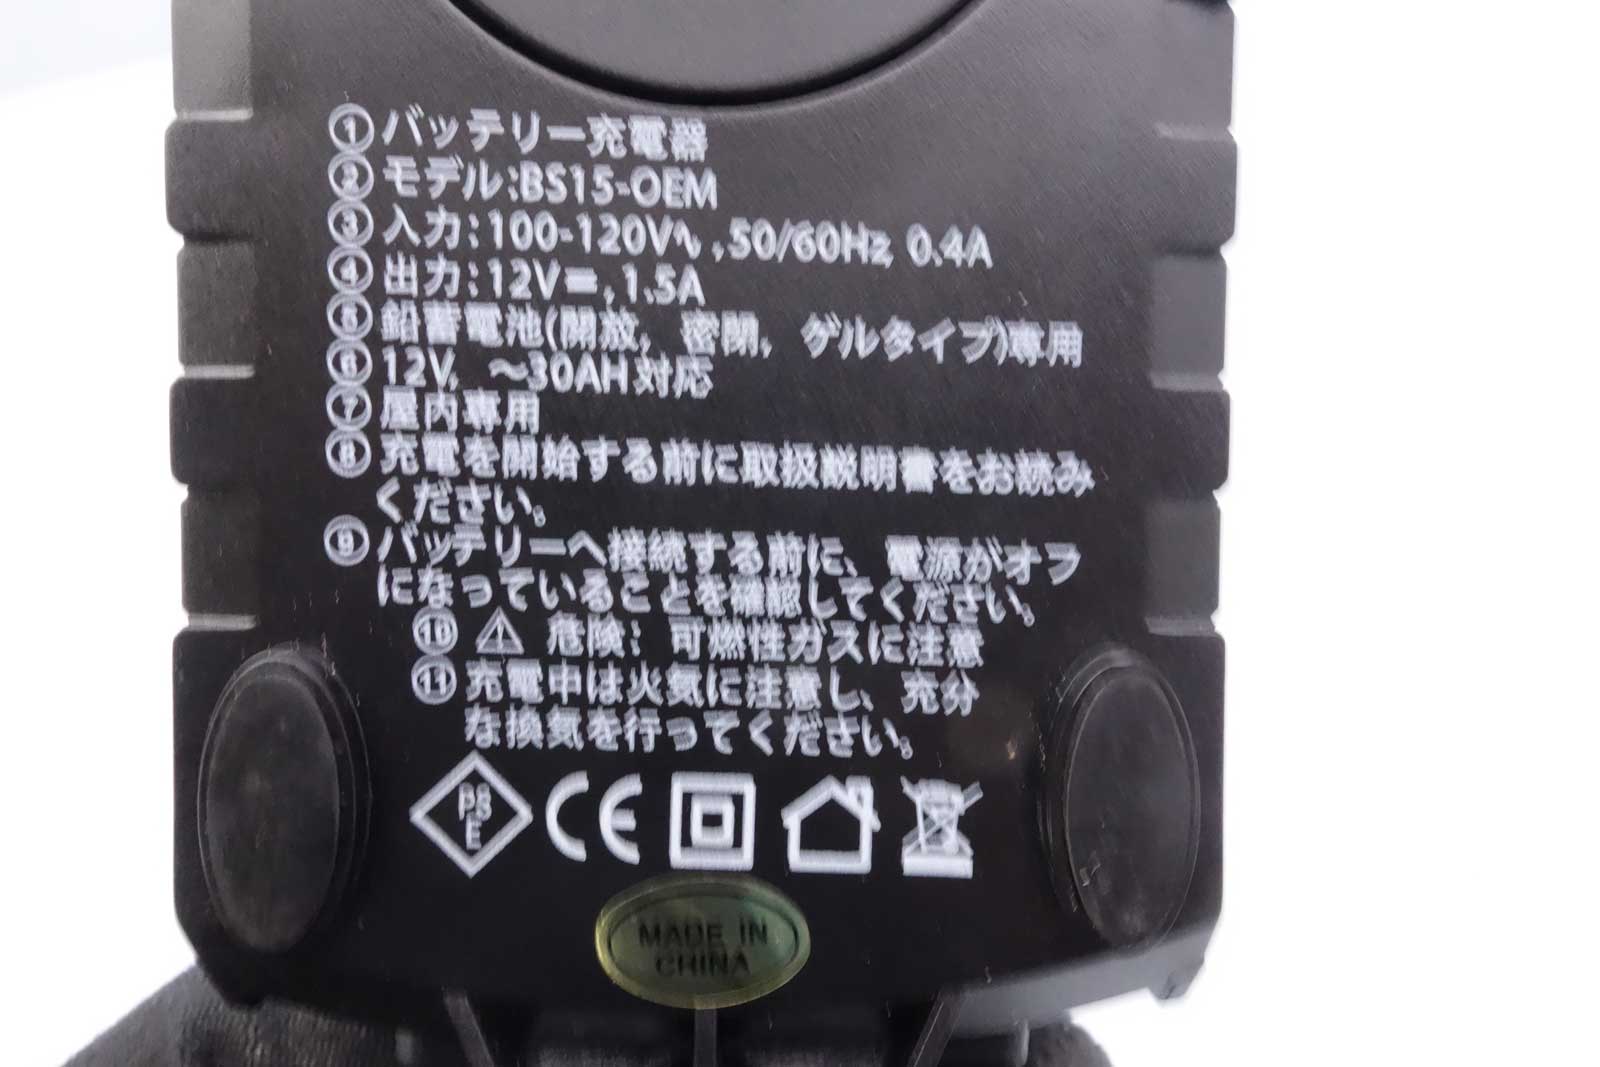 ①バッテリー充電器
②モデル:BS15-OEM
③入力:100-120V∿,50/60Hz, 0.4A
④出力:12V⎓,1.5A
⑤鉛蓄電池(開放, 密閉, ゲルタイプ)専用
⑥12V, ～30AH対応
⑦屋内専用
⑧充電を開始する前に取扱説明書をお読み
ください。
⑨バッテリーへ接続する前に、電源がオフ
になっていることを確認してください。
⑩⚠ 危険: 可燃性ガスに注意
⑪充電中は火気に注意し、充分
な換気を行ってください。
PS
E
CE
MADE IN
CHINA